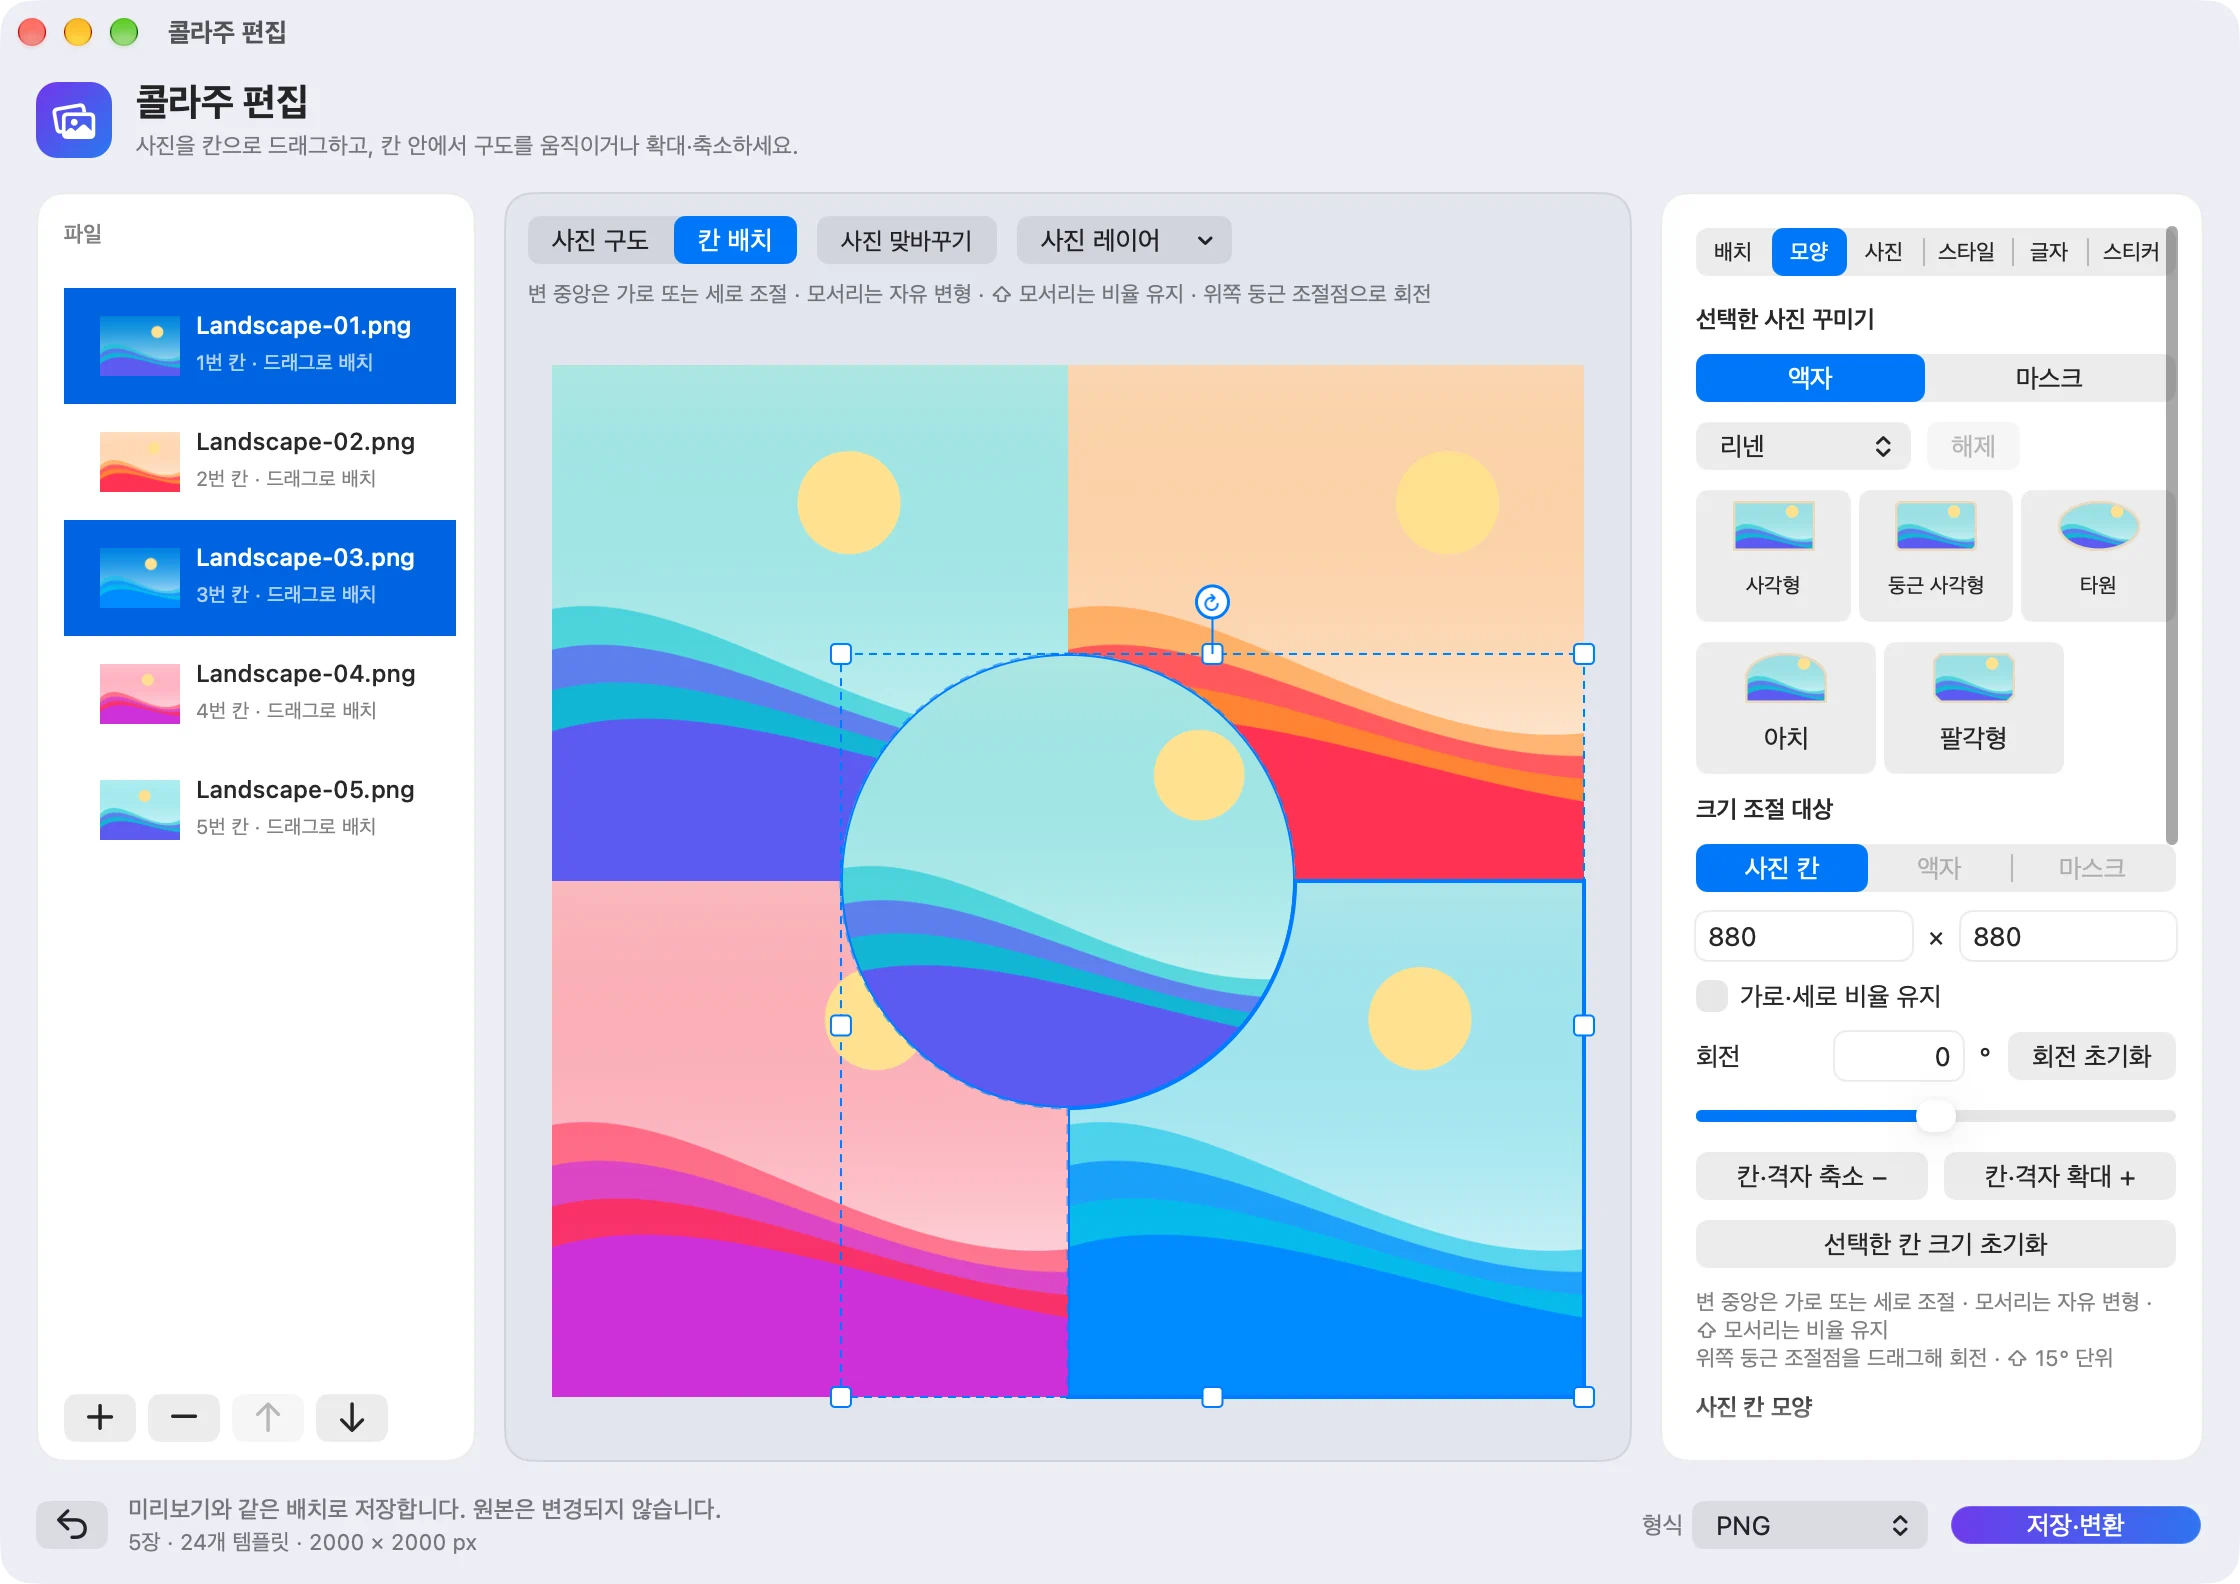 콜라주 편집
콜라주 편집
사진을 칸으로 드래그하고, 칸 안에서 구도를 움직이거나 확대·축소하세요.
파일
Landscape-01.png
1번 칸 · 드래그로 배치
Landscape-02.png
2번 칸 · 드래그로 배치
Landscape-03.png
3번 칸 · 드래그로 배치
Landscape-04.png
4번 칸 · 드래그로 배치
Landscape-05.png
5번 칸 · 드래그로 배치
사진 구도 칸 배치 사진 맞바꾸기 사진 레이어
변 중앙은 가로 또는 세로 조절 · 모서리는 자유 변형 · ⇧ 모서리는 비율 유지 · 위쪽 둥근 조절점으로 회전
배치 모양 사진 스타일 글자 스티커
선택한 사진 꾸미기
액자 마스크
리넨 해제
사각형 둥근 사각형 타원
아치 팔각형
크기 조절 대상
사진 칸 액자 마스크
880 × 880
가로·세로 비율 유지
회전 0 ° 회전 초기화
칸·격자 축소 − 칸·격자 확대 +
선택한 칸 크기 초기화
변 중앙은 가로 또는 세로 조절 · 모서리는 자유 변형 ·
⇧ 모서리는 비율 유지
위쪽 둥근 조절점을 드래그해 회전 · ⇧ 15° 단위
사진 칸 모양
미리보기와 같은 배치로 저장합니다. 원본은 변경되지 않습니다.
5장 · 24개 템플릿 · 2000 × 2000 px
형식 PNG 저장·변환